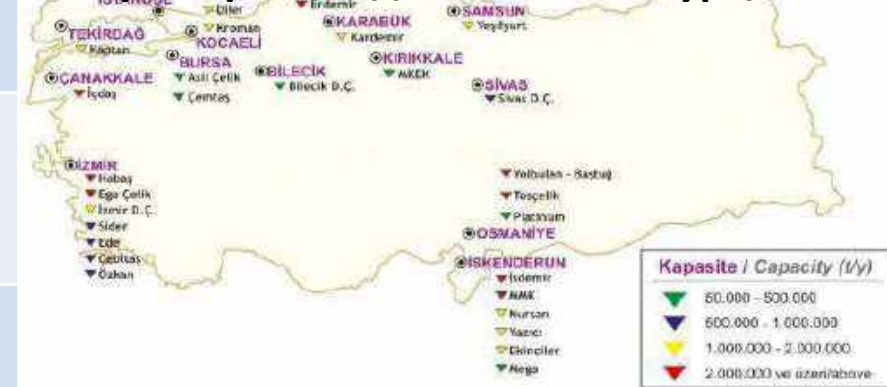 Diler
Erdemir
SAMSUN
Yeşilyurt
TEKİRDAĞ
Kaptan
Kroman
KOCAELİ
KARABÜK
Kardemir
BURSA
Asil Çelik
Çemtaş
BİLECİK
Bilecik D.Ç.
KIRIKKALE
MKEK
ÇANAKKALE
İçdaş
SİVAS
Sivas D.Ç.
İZMİR
Habaş
Ege Çelik
İzmir D.Ç.
Sider
Ede
Çebitaş
Özkan
Yolbulan - Baştuğ
Tosçelik
Platinum
OSMANİYE
İSKENDERUN
İsdemir
MMK
Nursan
Yazıcı
Ekinciler
Mega
Kapasite / Capacity (t/y)
50.000 - 500.000
500.000 - 1.000.000
1.000.000 - 2.000.000
2.000.000 ve üzeri/above